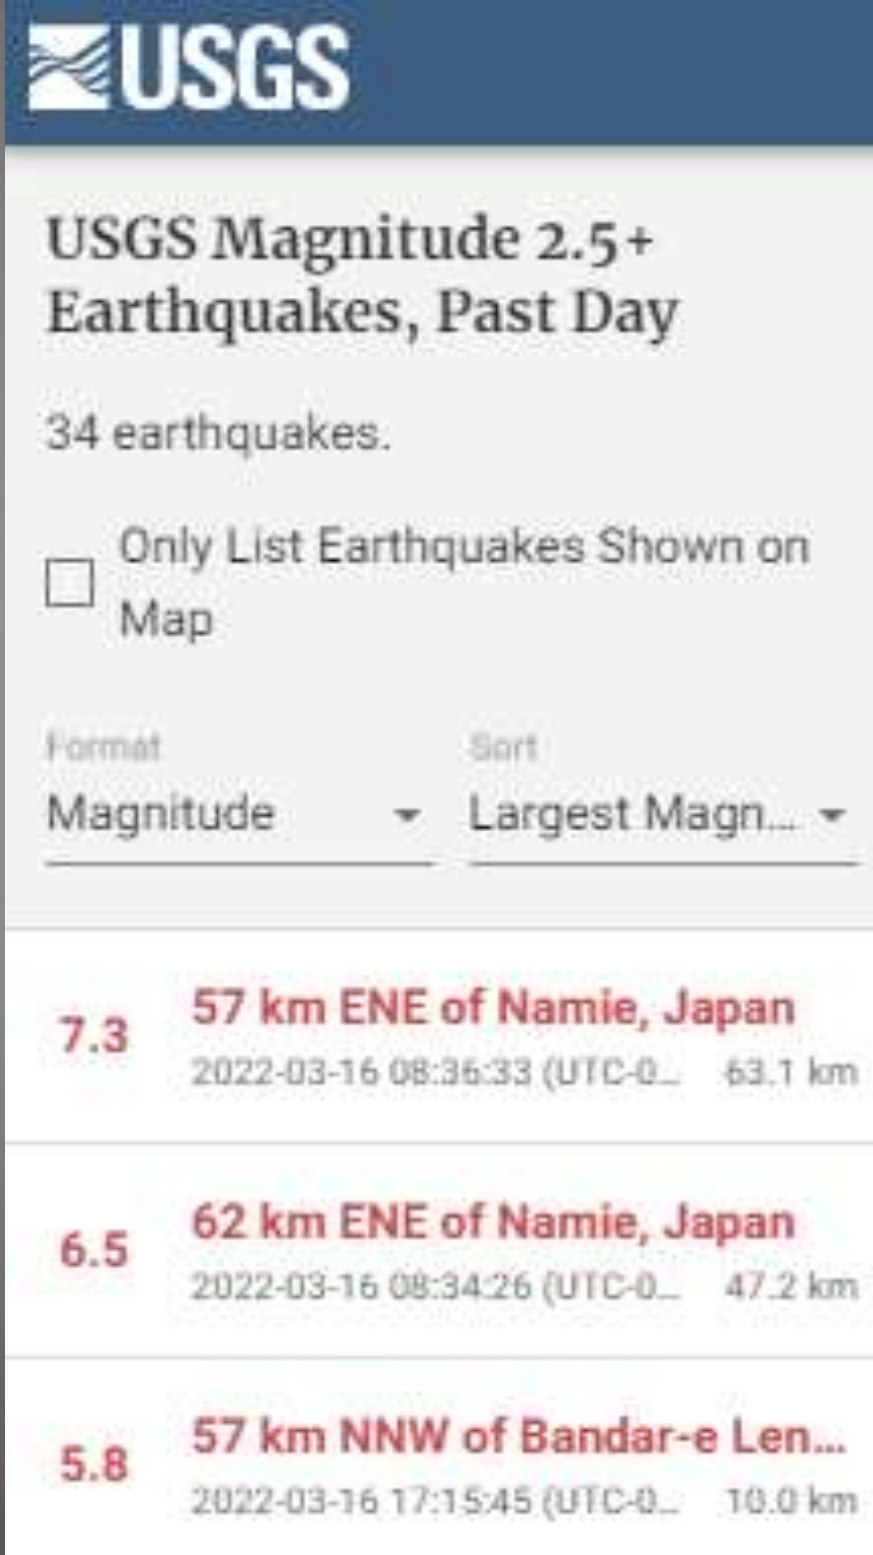 USGS
USGS Magnitude 2.5+
Earthquakes, Past Day
34 earthquakes.
Only List Earthquakes Shown on
Map
Format
Sort
Magnitude
Largest Magn...
7.3
57 km ENE of Namie, Japan
2022-03-16 08:36:33 (UTC-0...
63.1 km
6.5
62 km ENE of Namie, Japan
2022-03-16 08:34:26 (UTC-0...
47.2 km
5.8
57 km NNW of Bandar-e Len...
2022-03-16 17:15:45 (UTC-0...
10.0 km